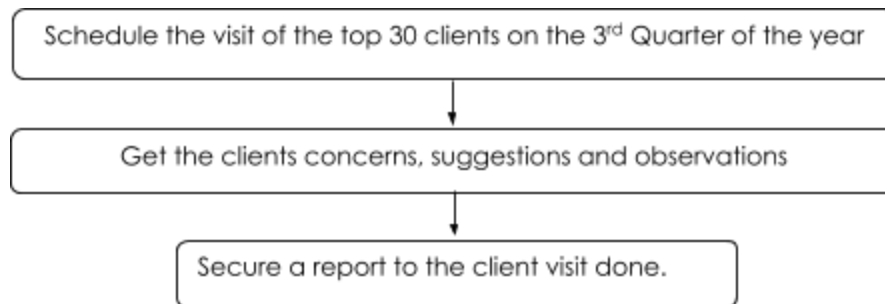 Schedule the visit of the top 30 clients on the 3rd Quarter of the year
Get the clients concerns, suggestions and observations
Secure a report to the client visit done.